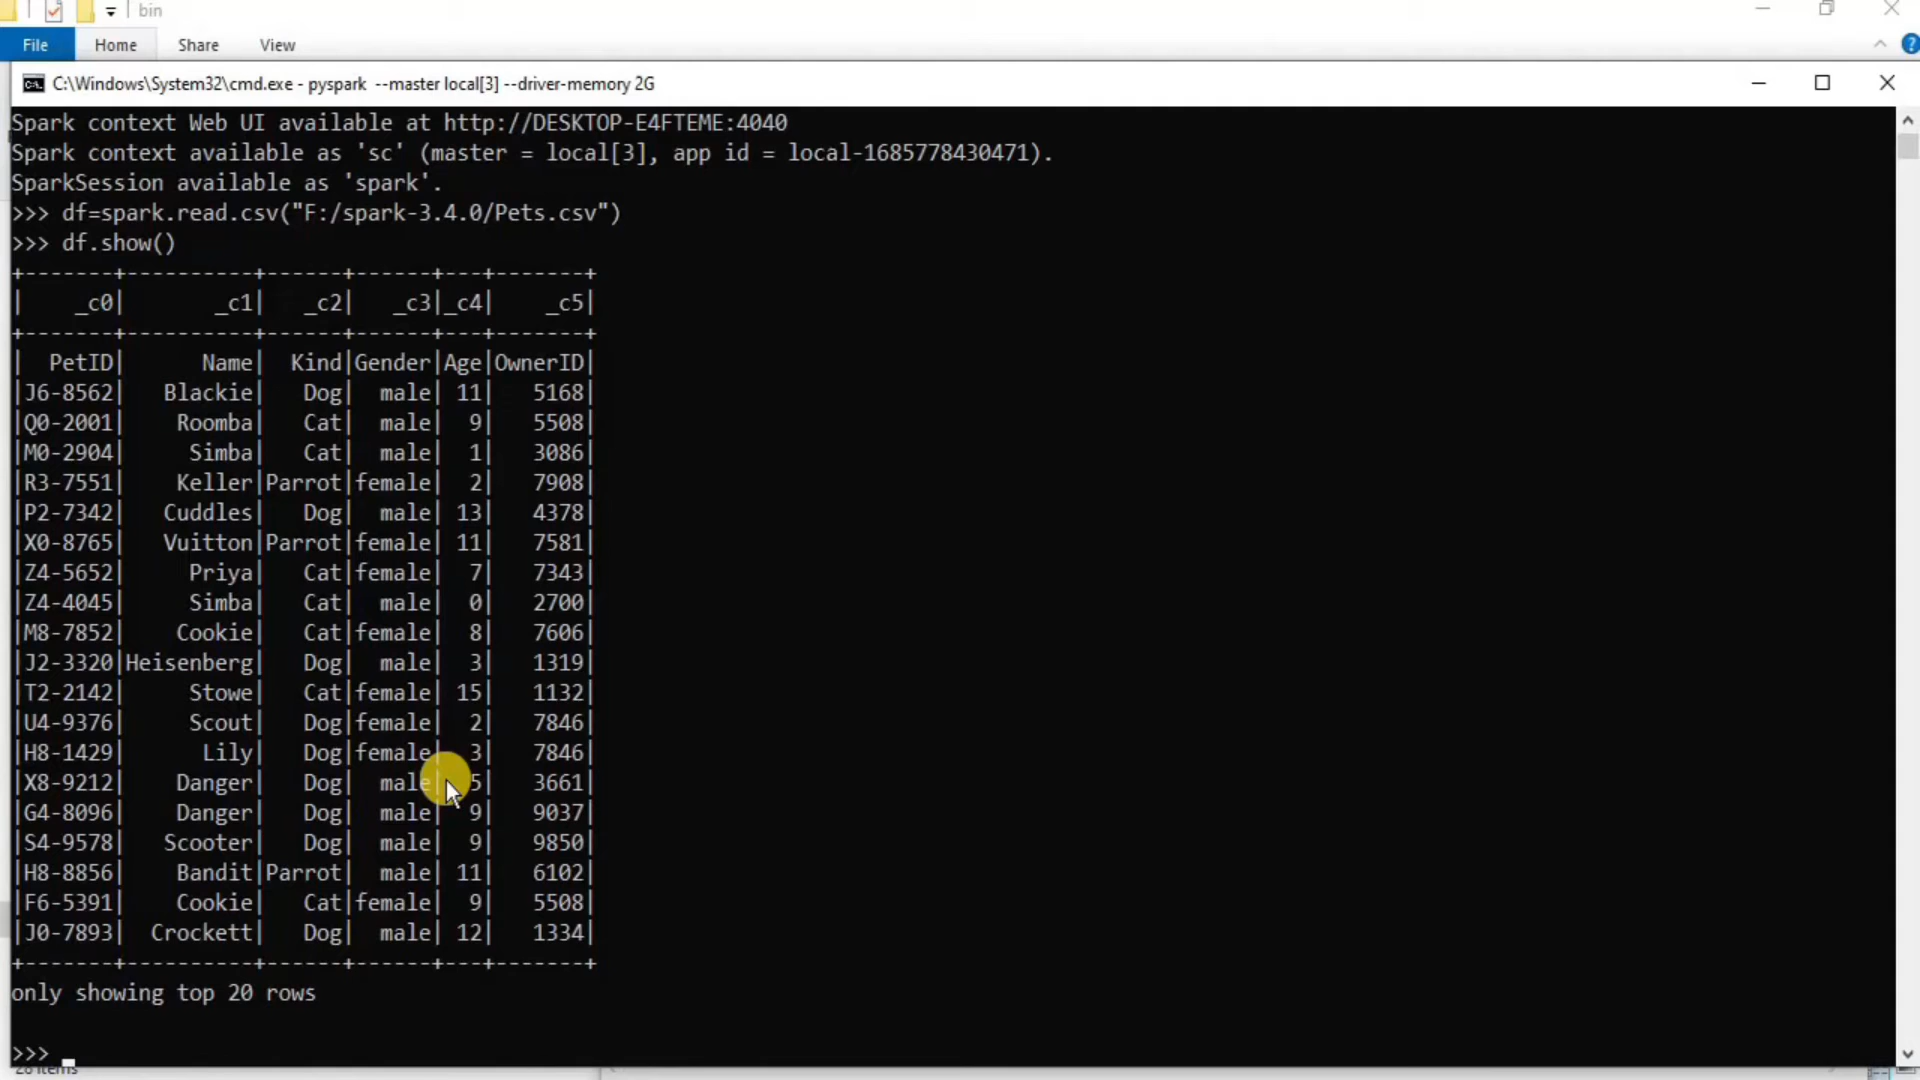 bin
File Home Share View
C:\Windows\System32\cmd.exe - pyspark  --master local[3] --driver-memory 2G
Spark context Web UI available at http://DESKTOP-E4FTEME:4040
Spark context available as 'sc' (master = local[3], app id = local-1685778430471).
SparkSession available as 'spark'.
>>> df=spark.read.csv("F:/spark-3.4.0/Pets.csv")
>>> df.show()
+-------+----------+------+------+---+-------+
|    _c0|       _c1|   _c2|   _c3|_c4|    _c5|
+-------+----------+------+------+---+-------+
|  PetID|      Name|  Kind|Gender|Age|OwnerID|
|J6-8562|   Blackie|   Dog|  male| 11|   5168|
|Q0-2001|    Roomba|   Cat|  male|  9|   5508|
|M0-2904|     Simba|   Cat|  male|  1|   3086|
|R3-7551|    Keller|Parrot|female|  2|   7908|
|P2-7342|   Cuddles|   Dog|  male| 13|   4378|
|X0-8765|   Vuitton|Parrot|female| 11|   7581|
|Z4-5652|     Priya|   Cat|female|  7|   7343|
|Z4-4045|     Simba|   Cat|  male|  0|   2700|
|M8-7852|    Cookie|   Cat|female|  8|   7606|
|J2-3320|Heisenberg|   Dog|  male|  3|   1319|
|T2-2142|     Stowe|   Cat|female| 15|   1132|
|U4-9376|     Scout|   Dog|female|  2|   7846|
|H8-1429|      Lily|   Dog|female|  3|   7846|
|X8-9212|    Danger|   Dog|  male|  5|   3661|
|G4-8096|    Danger|   Dog|  male|  9|   9037|
|S4-9578|   Scooter|   Dog|  male|  9|   9850|
|H8-8856|    Bandit|Parrot|  male| 11|   6102|
|F6-5391|    Cookie|   Cat|female|  9|   5508|
|J0-7893|  Crockett|   Dog|  male| 12|   1334|
+-------+----------+------+------+---+-------+
only showing top 20 rows
>>>
28 items